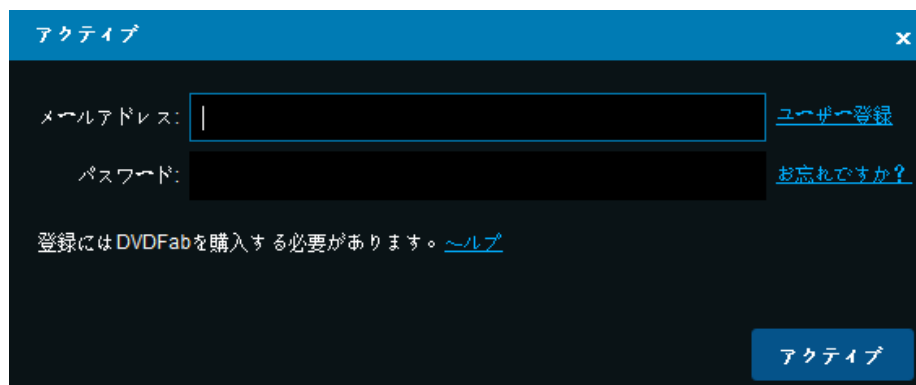 アクティブ x
メールアドレス: ユーザー登録
パスワード: お忘れですか?
登録にはDVDFabを購入する必要があります。ヘルプ
アクティブ